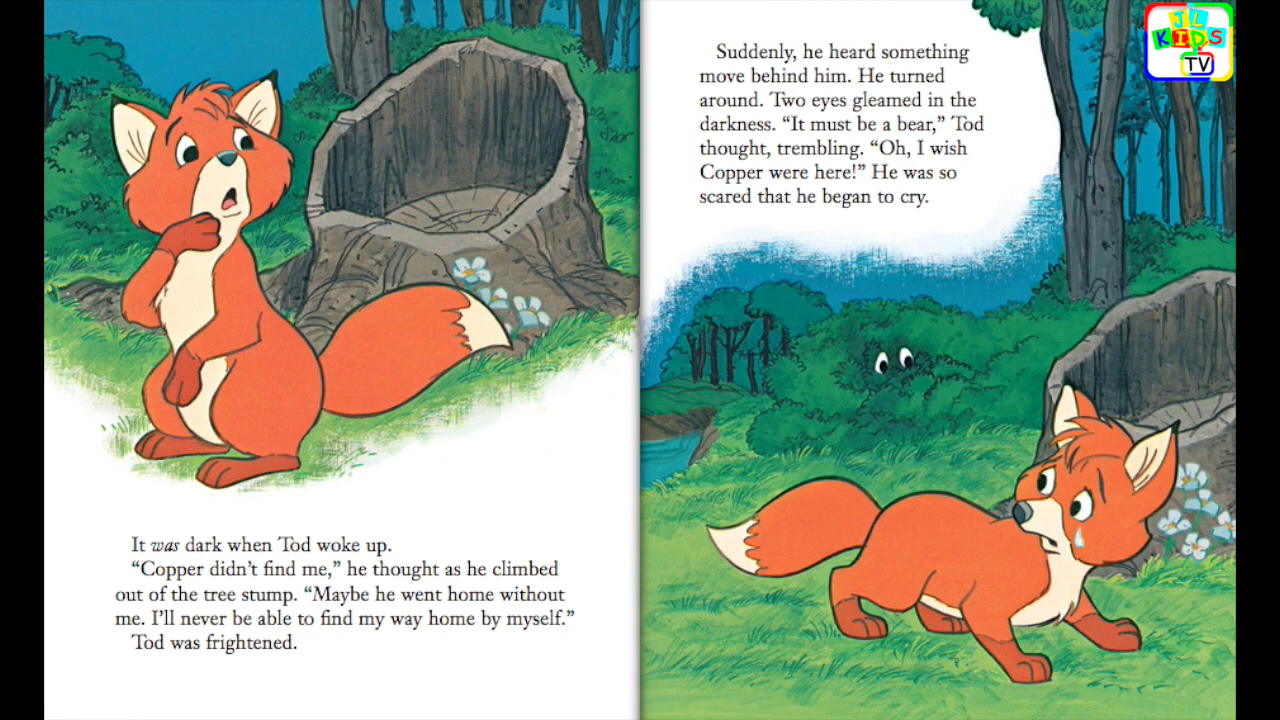 It was dark when Tod woke up.
“Copper didn’t find me,” he thought as he climbed
out of the tree stump. “Maybe he went home without
me. I’ll never be able to find my way home by myself.”
Tod was frightened.
Suddenly, he heard something
move behind him. He turned
around. Two eyes gleamed in the
darkness. “It must be a bear,” Tod
thought, trembling. “Oh, I wish
Copper were here!” He was so
scared that he began to cry.
JL
KIDS
TV